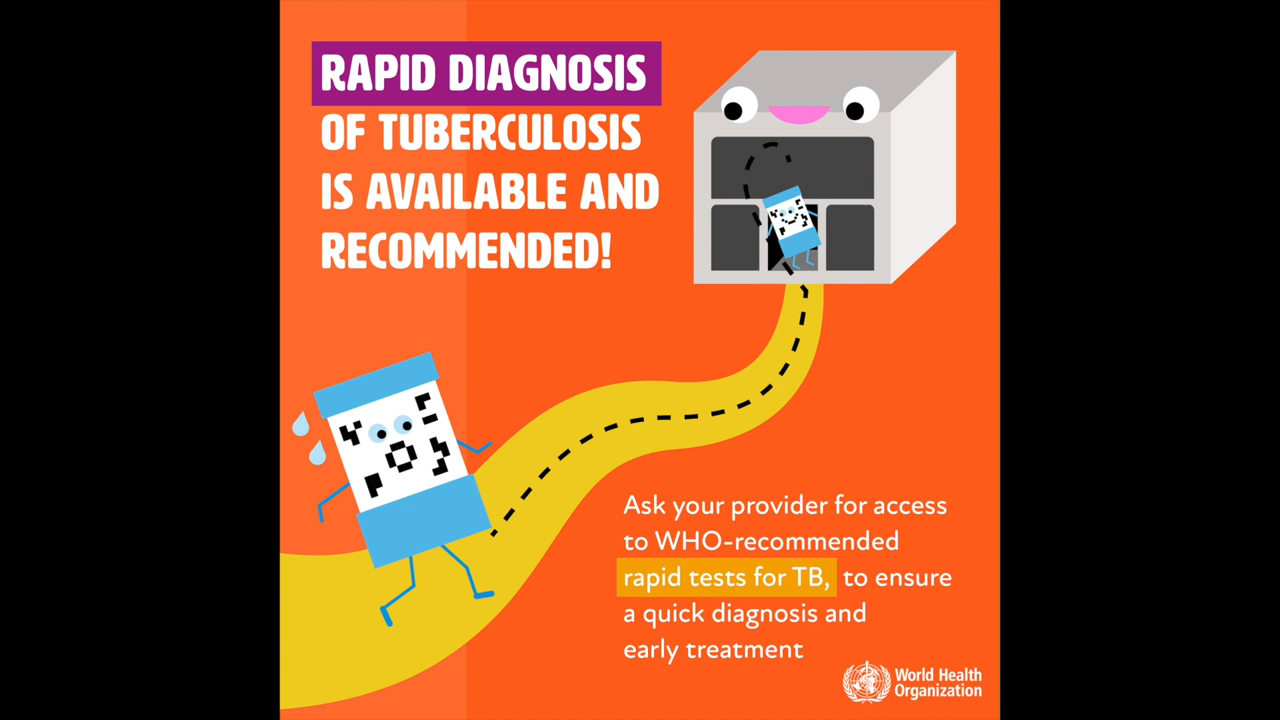 RAPID DIAGNOSIS
OF TUBERCULOSIS
IS AVAILABLE AND
RECOMMENDED!
Ask your provider for access
to WHO-recommended
rapid tests for TB, to ensure
a quick diagnosis and
early treatment
World Health
Organization